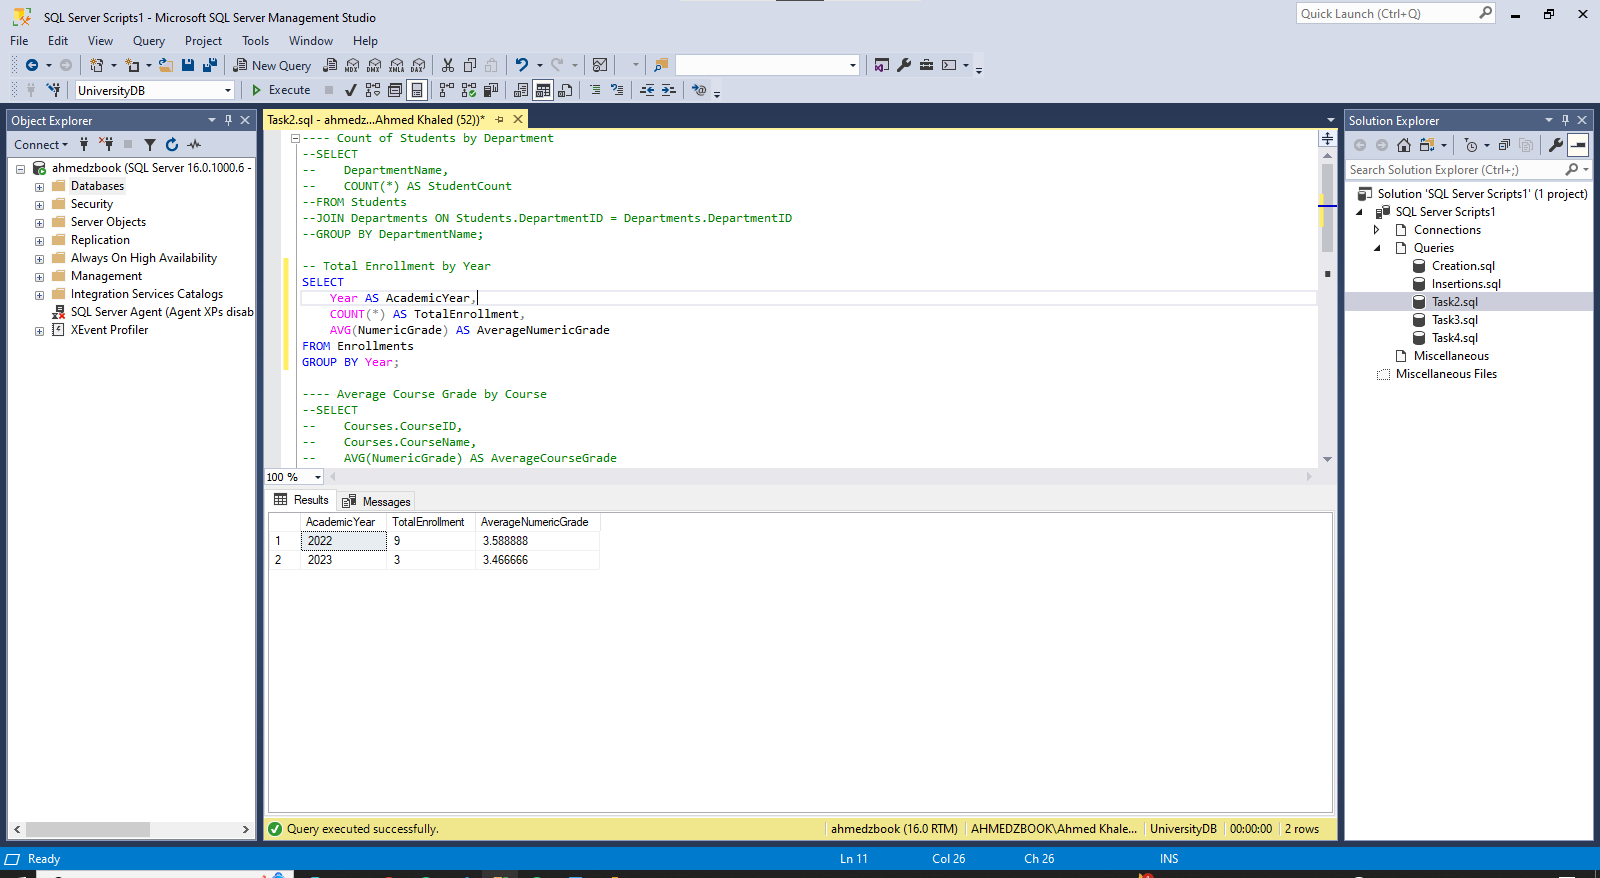 SQL Server Scripts1 - Microsoft SQL Server Management Studio
Quick Launch (Ctrl+Q)
File Edit View Query Project Tools Window Help
New Query
MDX DMX XMLA DAX
UniversityDB
Execute
Object Explorer
Connect
ahmedzbook (SQL Server 16.0.1000.6 -
Databases
Security
Server Objects
Replication
Always On High Availability
Management
Integration Services Catalogs
SQL Server Agent (Agent XPs disab
XEvent Profiler
Task2.sql - ahmedz...Ahmed Khaled (52))*
---- Count of Students by Department
--SELECT
--    DepartmentName,
--    COUNT(*) AS StudentCount
--FROM Students
--JOIN Departments ON Students.DepartmentID = Departments.DepartmentID
--GROUP BY DepartmentName;
-- Total Enrollment by Year
SELECT
    Year AS AcademicYear,
    COUNT(*) AS TotalEnrollment,
    AVG(NumericGrade) AS AverageNumericGrade
FROM Enrollments
GROUP BY Year;
---- Average Course Grade by Course
--SELECT
--    Courses.CourseID,
--    Courses.CourseName,
--    AVG(NumericGrade) AS AverageCourseGrade
100 %
Results Messages
AcademicYear TotalEnrollment AverageNumericGrade
1 2022 9 3.588888
2 2023 3 3.466666
Query executed successfully.
ahmedzbook (16.0 RTM) AHMEDZBOOK\Ahmed Khale... UniversityDB 00:00:00 2 rows
Solution Explorer
Search Solution Explorer (Ctrl+;)
Solution 'SQL Server Scripts1' (1 project)
SQL Server Scripts1
Connections
Queries
Creation.sql
Insertions.sql
Task2.sql
Task3.sql
Task4.sql
Miscellaneous
Miscellaneous Files
Ready Ln 11 Col 26 Ch 26 INS